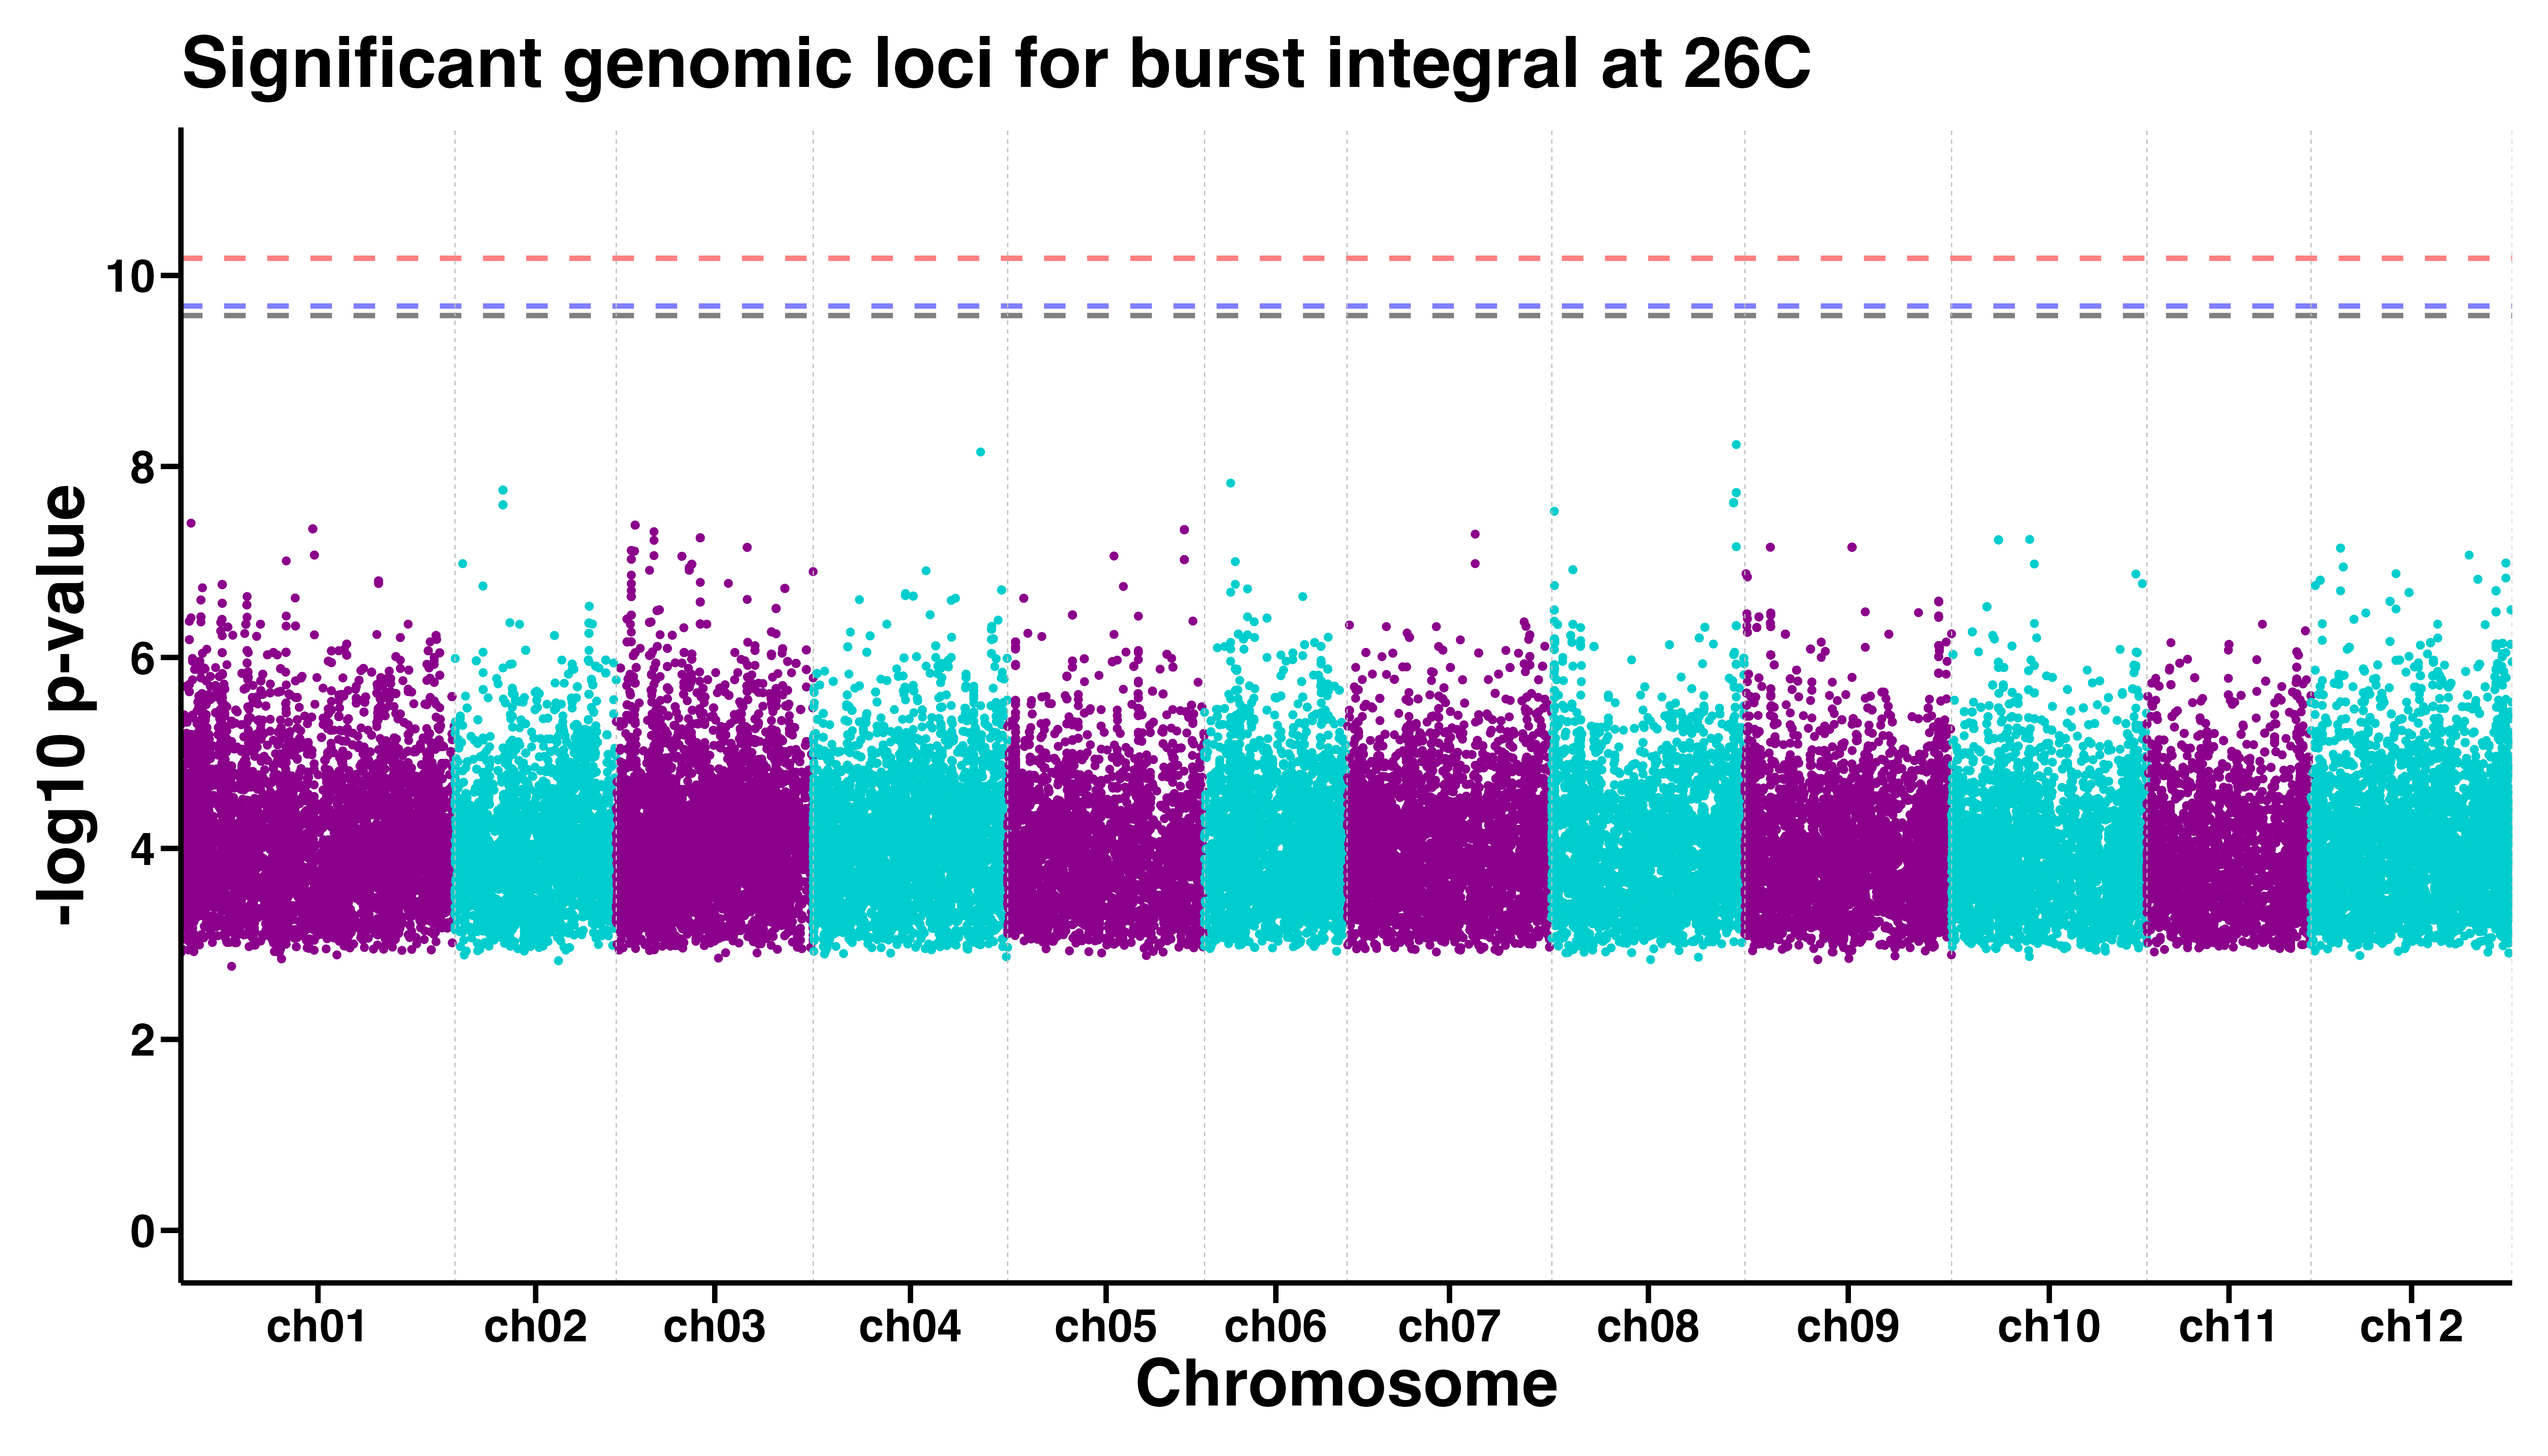 Significant genomic loci for burst integral at 26C
-log10 p-value
10
8
6
4
2
0
ch01 ch02 ch03 ch04 ch05 ch06 ch07 ch08 ch09 ch10 ch11 ch12
Chromosome